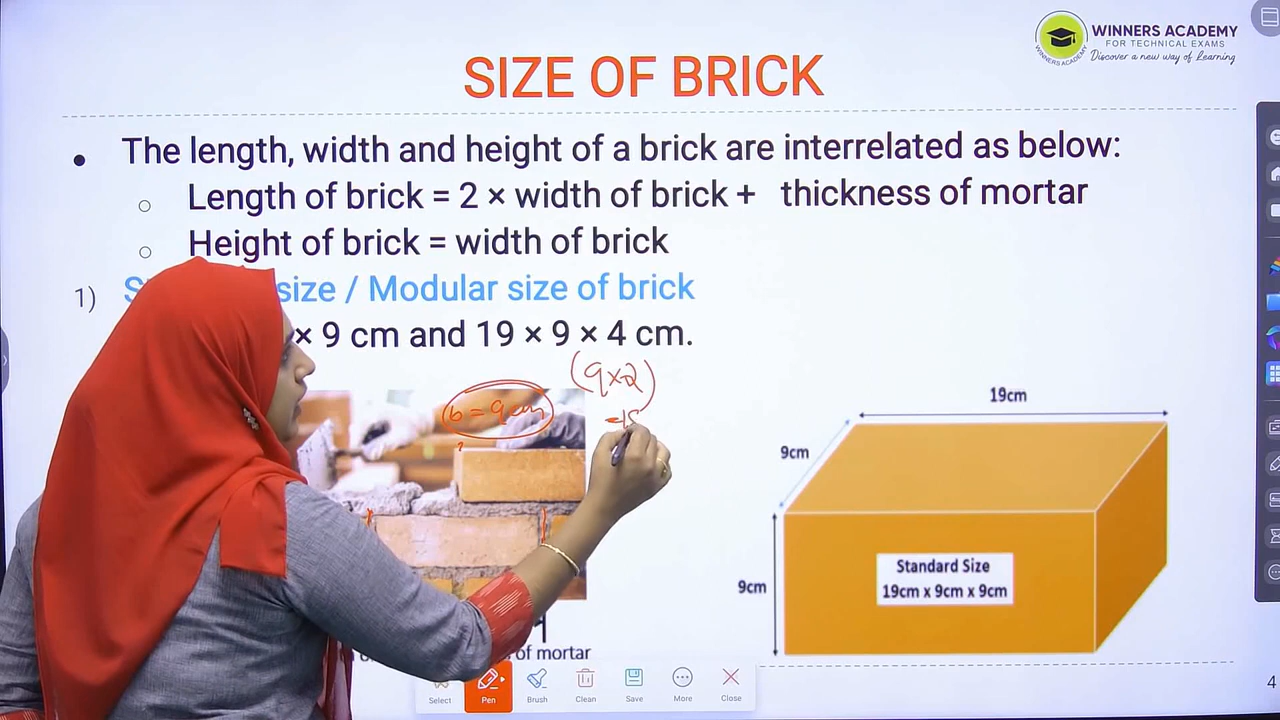 WINNERS ACADEMY
FOR TECHNICAL EXAMS
Discover a new way of Learning
WINNERS ACADEMY
SIZE OF BRICK
The length, width and height of a brick are interrelated as below:
Length of brick = 2 × width of brick + thickness of mortar
Height of brick = width of brick
1) size / Modular size of brick
× 9 cm and 19 × 9 × 4 cm.
(9×2)
b = 9cm
19cm
9cm
Standard Size
19cm x 9cm x 9cm
9cm
of mortar
Select
Pen
Brush
Clean
Save
More
Close
4